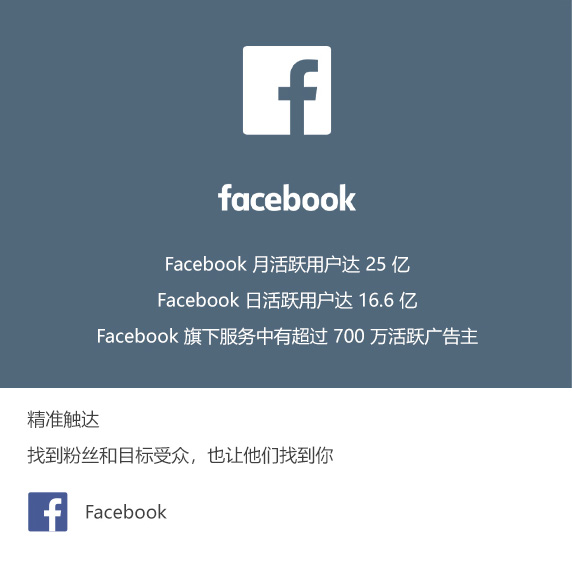 facebook
Facebook 月活跃用户达 25 亿
Facebook 日活跃用户达 16.6 亿
Facebook 旗下服务中有超过 700 万活跃广告主
精准触达
找到粉丝和目标受众，也让他们找到你
Facebook